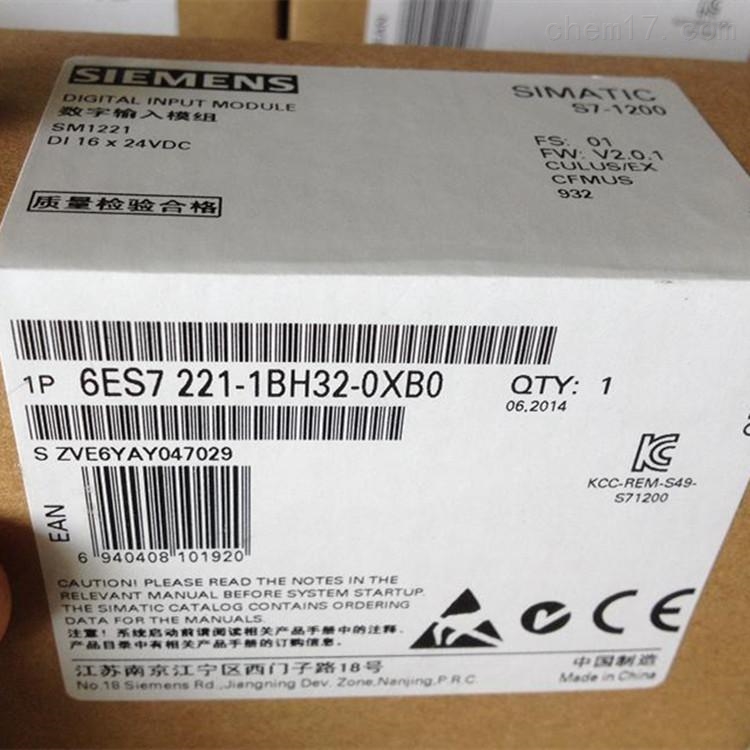 chem17.com
SIEMENS
DIGITAL INPUT MODULE
数字输入模组
SM1221
DI 16 x 24VDC
质量检验合格
SIMATIC
S7-1200
FS: 01
FW: V2.0.1
CULUS/EX
CFMUS
932
1P 6ES7 221-1BH32-0XB0
QTY: 1
06.2014
S ZVE6YAY047029
KCC-REM-S49-
S71200
EAN
6 940408 101920
CAUTION! PLEASE READ THE NOTES IN THE
RELEVANT MANUAL BEFORE SYSTEM STARTUP.
THE SIMATIC CATALOG CONTAINS ORDERING
DATA FOR THE MANUALS.
注意! 系统启动前请阅读相关产品手册中的注释.
产品目录中有相关产品手册的订购信息.
CE
江苏南京江宁区西门子路18号
No.18 Siemens Rd.,Jiangning Dev. Zone,Nanjing,P.R.C.
中国制造
Made in China